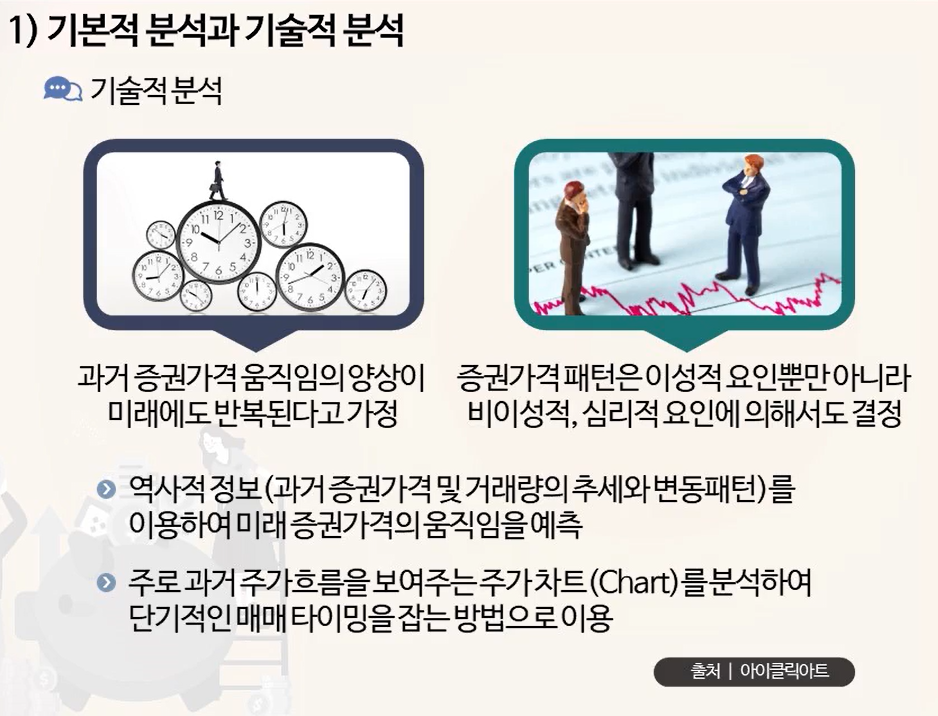 1) 기본적 분석과 기술적 분석
기술적 분석
과거 증권가격 움직임의 양상이
미래에도 반복된다고 가정
증권가격 패턴은 이성적 요인뿐만 아니라
비이성적, 심리적 요인에 의해서도 결정
역사적 정보(과거 증권가격 및 거래량의 추세와 변동패턴)를
이용하여 미래 증권가격의 움직임을 예측
주로 과거 주가흐름을 보여주는 주가 차트(Chart)를 분석하여
단기적인 매매 타이밍을 잡는 방법으로 이용
출처 | 아이클릭아트